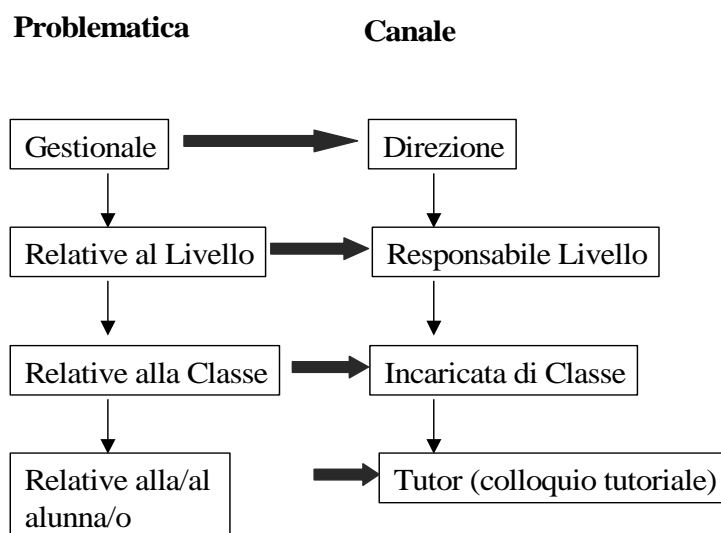 Problematica
Canale
Gestionale
Direzione
Relative al Livello
Responsabile Livello
Relative alla Classe
Incaricata di Classe
Relative alla/al
alunna/o
Tutor (colloquio tutoriale)